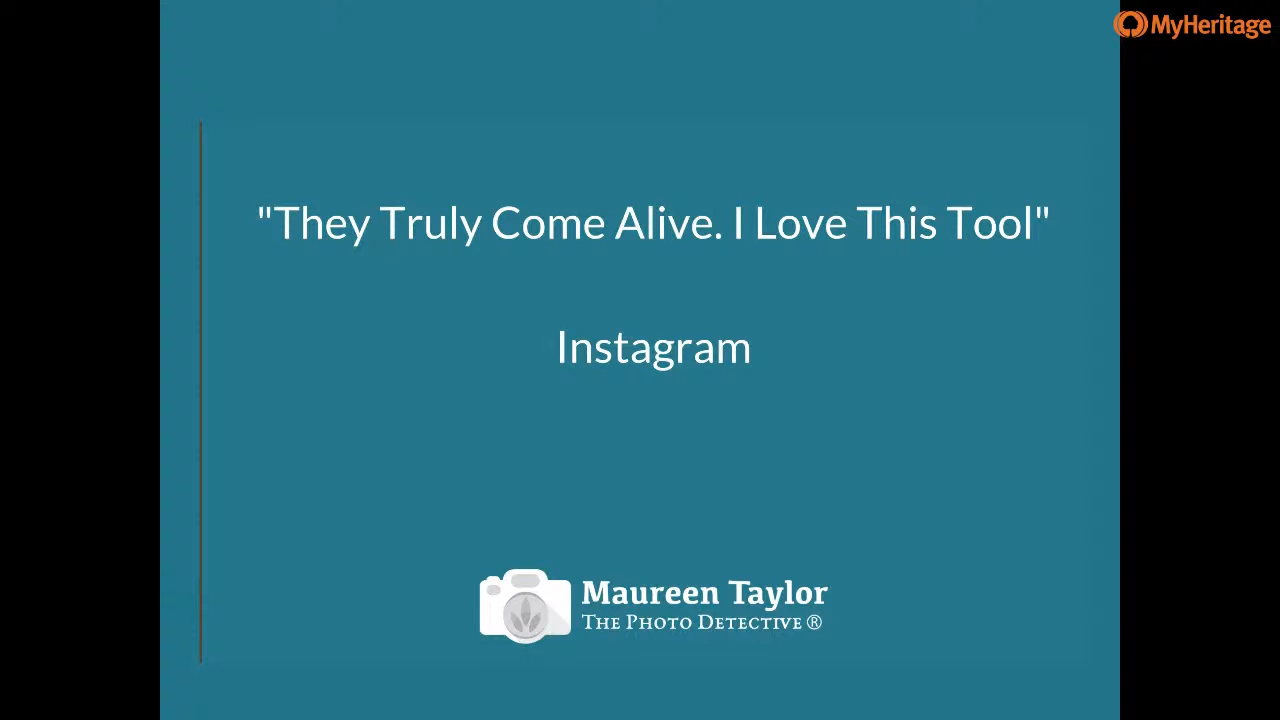 MyHeritage
"They Truly Come Alive. I Love This Tool"
Instagram
Maureen Taylor
The Photo Detective ®